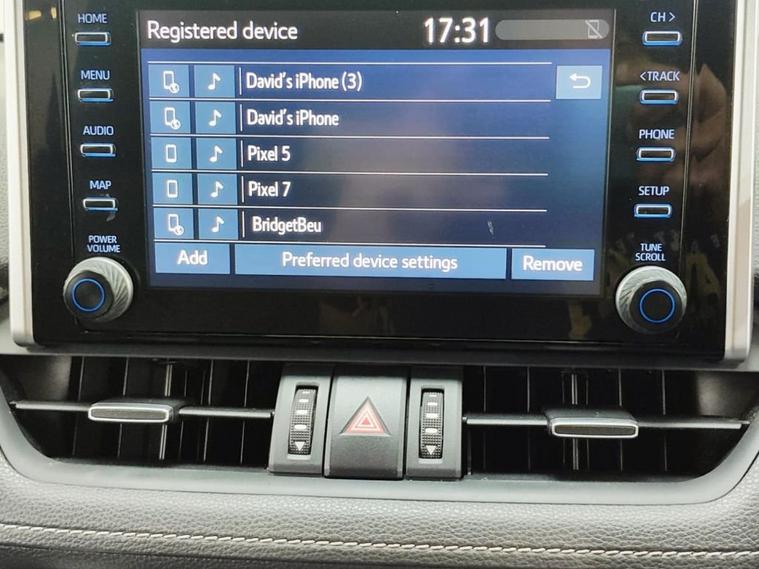 HOME
MENU
AUDIO
MAP
POWER
VOLUME
Registered device
17:31
David's iPhone (3)
David's iPhone
Pixel 5
Pixel 7
BridgetBeu
Add
Preferred device settings
Remove
CH >
< TRACK
PHONE
SETUP
TUNE
SCROLL